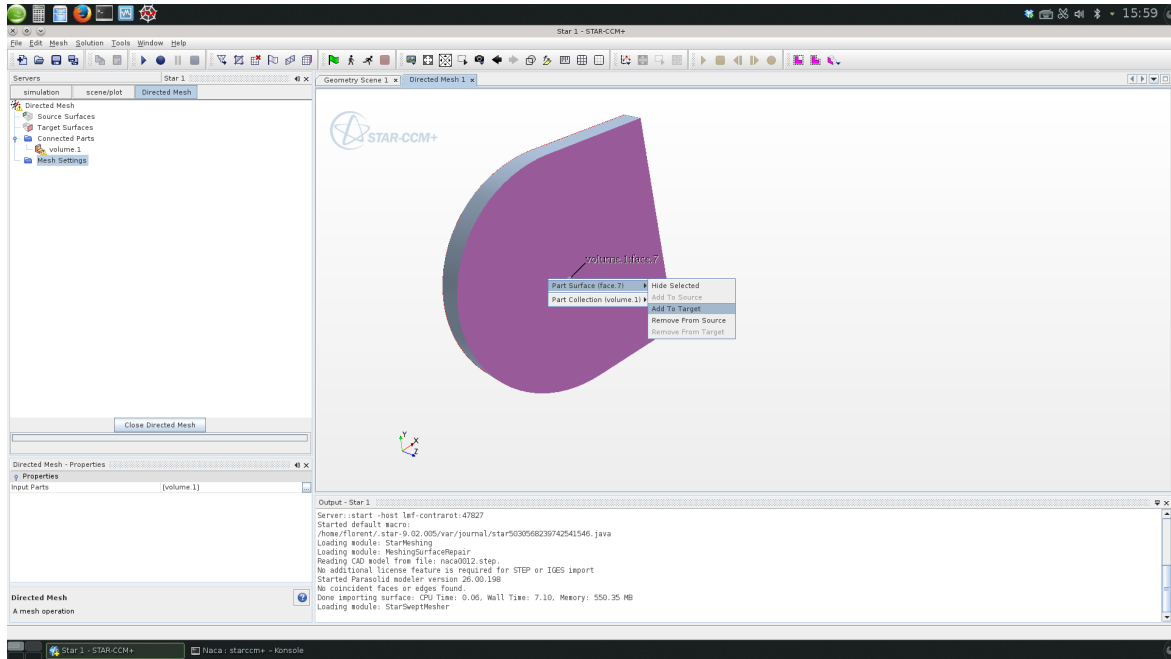 15:59
Star 1 - STAR-CCM+
File Edit Mesh Solution Tools Window Help
Servers Star 1
simulation scene/plot Directed Mesh
Directed Mesh
Source Surfaces
Target Surfaces
Connected Parts
volume.1
Mesh Settings
Close Directed Mesh
Directed Mesh - Properties
Properties
Input Parts [volume.1]
Directed Mesh
A mesh operation
Geometry Scene 1 Directed Mesh 1
STAR-CCM+
volume.1:face.7
Part Surface (face.7)
Part Collection (volume.1)
Hide Selected
Add To Source
Add To Target
Remove From Source
Remove From Target
Y
X
Z
Output - Star 1
Server::start -host lmf-contrarot:47827
Started default macro:
/home/florent/.star-9.02.005/var/journal/star5030568239742541546.java
Loading module: StarMeshing
Loading module: MeshingSurfaceRepair
Reading CAD model from file: naca0012.step.
No additional license feature is required for STEP or IGES import
Started Parasolid modeler version 26.00.198
No coincident faces or edges found.
Done importing surface: CPU Time: 0.06, Wall Time: 7.10, Memory: 550.35 MB
Loading module: StarSweptMesher
Star 1 - STAR-CCM+
Naca : starccm+ - Konsole